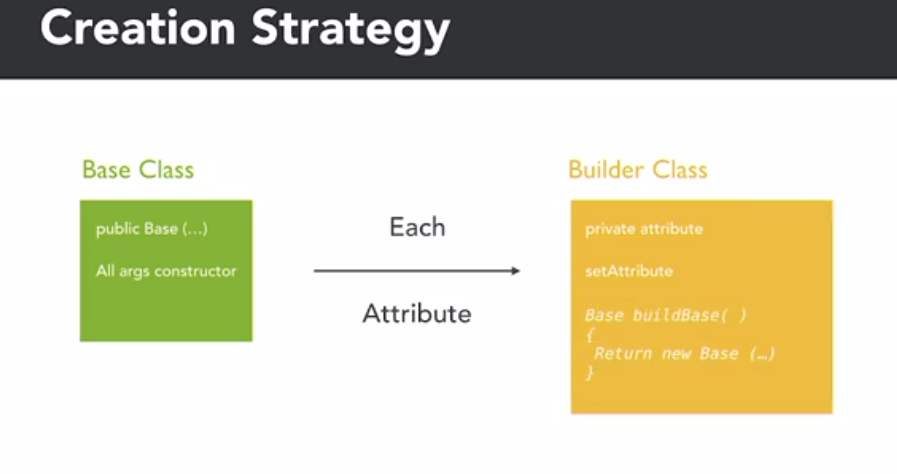 Creation Strategy
Base Class
public Base (...)
All args constructor
Each
Attribute
Builder Class
private attribute
setAttribute
Base buildBase( )
{
Return new Base (…)
}